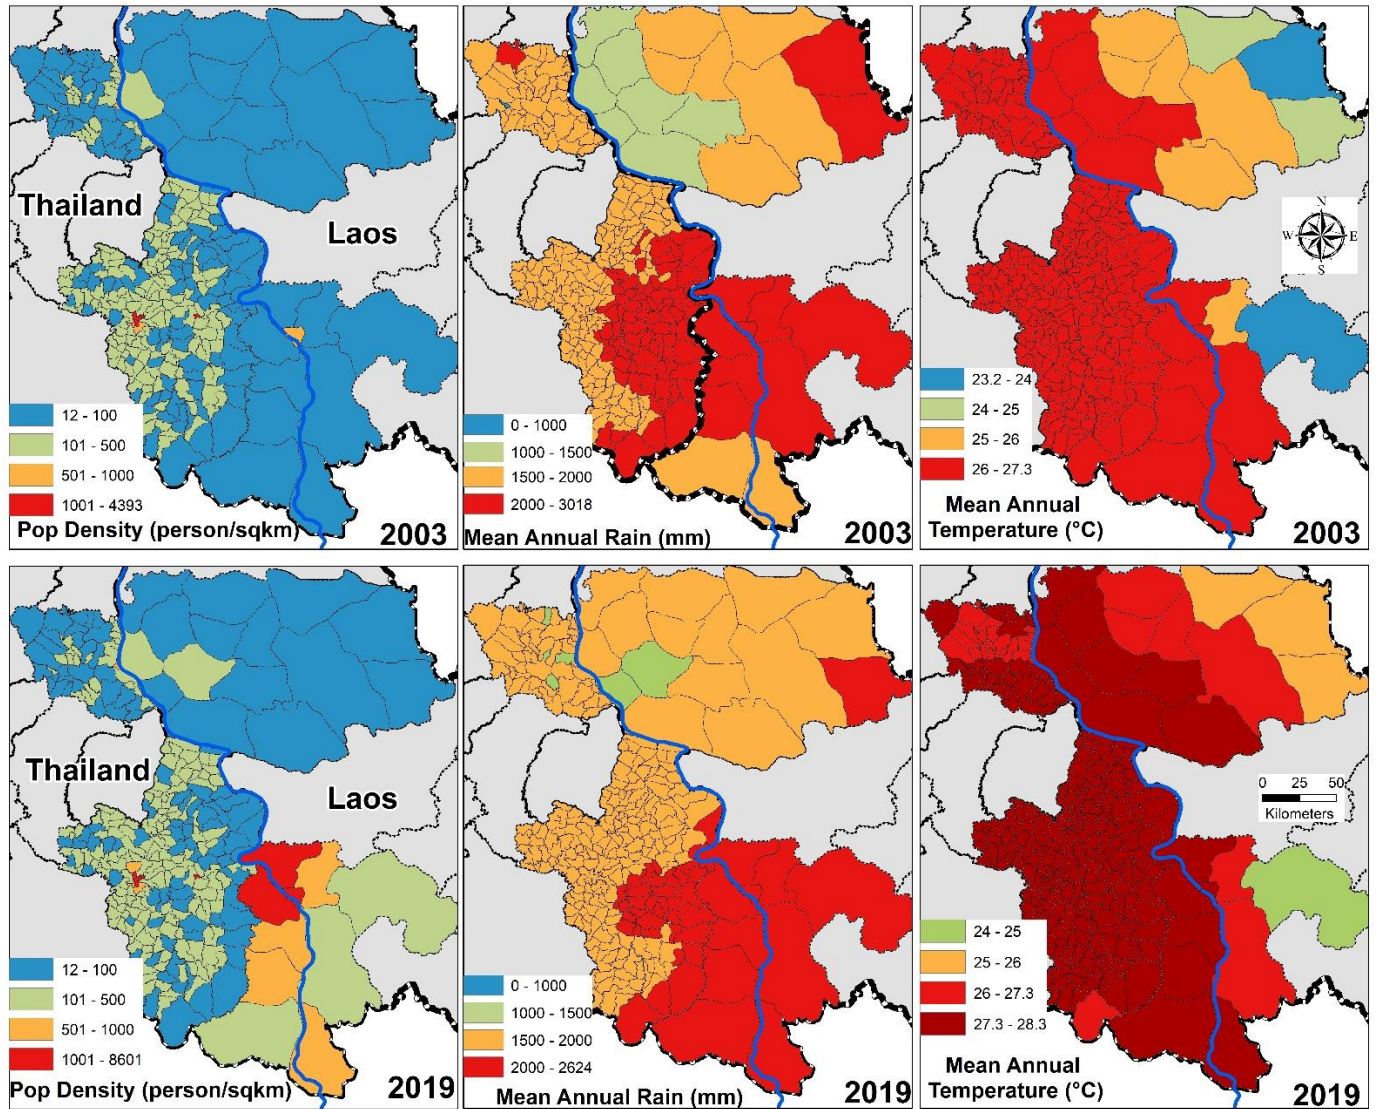 Thailand
Laos
12 - 100
101 - 500
501 - 1000
1001 - 4393
Pop Density (person/sqkm)
2003
0 - 1000
1000 - 1500
1500 - 2000
2000 - 3018
Mean Annual Rain (mm)
2003
N
W E
S
23.2 - 24
24 - 25
25 - 26
26 - 27.3
Mean Annual
Temperature (°C)
2003
Thailand
Laos
12 - 100
101 - 500
501 - 1000
1001 - 8601
Pop Density (person/sqkm)
2019
0 - 1000
1000 - 1500
1500 - 2000
2000 - 2624
Mean Annual Rain (mm)
2019
0 25 50
Kilometers
24 - 25
25 - 26
26 - 27.3
27.3 - 28.3
Mean Annual
Temperature (°C)
2019